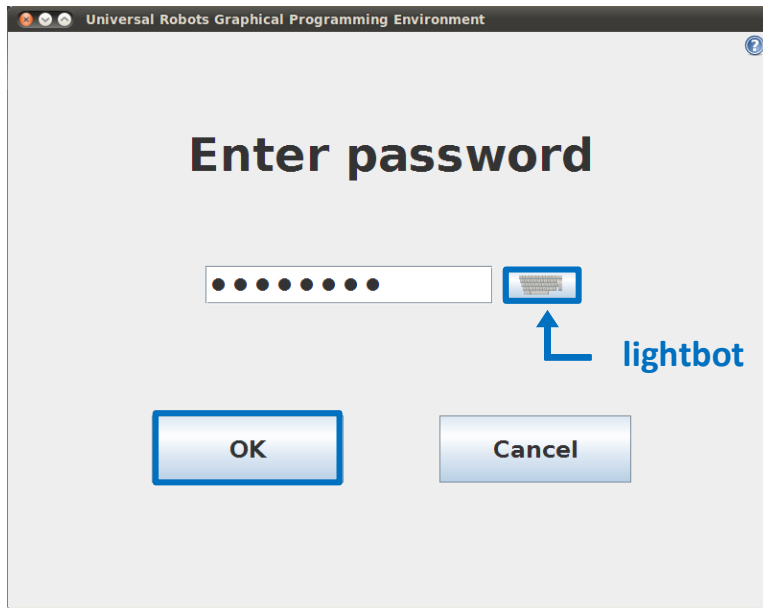 Universal Robots Graphical Programming Environment
?
Enter password
●●●●●●●●
lightbot
OK
Cancel